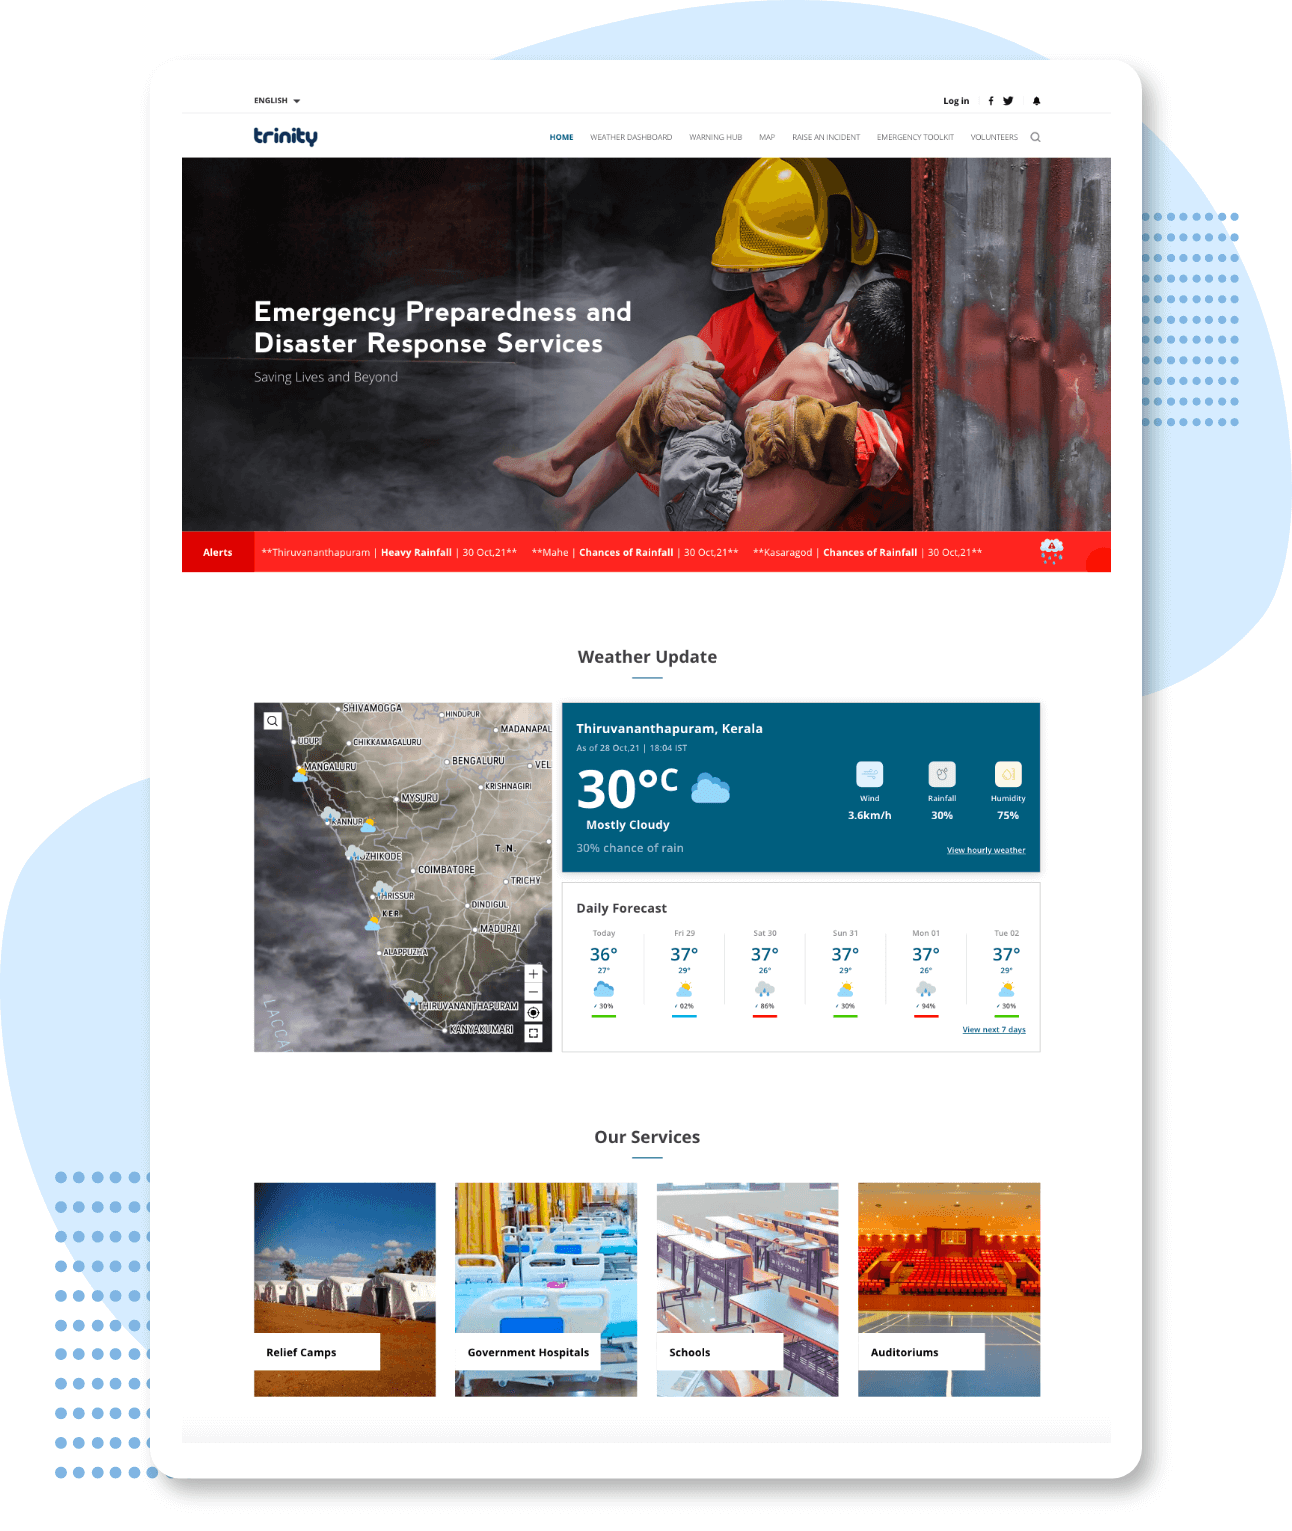 ENGLISH
Log in
trinity
HOME WEATHER DASHBOARD WARNING HUB MAP RAISE AN INCIDENT EMERGENCY TOOLKIT VOLUNTEERS
Emergency Preparedness and
Disaster Response Services
Saving Lives and Beyond
Alerts **Thiruvananthapuram | Heavy Rainfall | 30 Oct,21** **Mahe | Chances of Rainfall | 30 Oct,21** **Kasaragod | Chances of Rainfall | 30 Oct,21**
Weather Update
SHIVAMOGGA
HINDUPUR
MADANAPAL
UDUPI
CHIKKAMAGALURU
BENGALURU
VEL
MANGALURU
KRISHNAGIRI
MYSURU
KANNUR
T.N.
OZHIKODE
COIMBATORE
TRICHY
THRISSUR
DINDIGUL
KER.
MADURAI
ALAPPUZHA
THIRUVANANTHAPURAM
KANYAKUMARI
LACCA
Thiruvananthapuram, Kerala
As of 28 Oct,21 | 18:04 IST
30°C
Mostly Cloudy
30% chance of rain
Wind Rainfall Humidity
3.6km/h 30% 75%
View hourly weather
Daily Forecast
Today Fri 29 Sat 30 Sun 31 Mon 01 Tue 02
36° 37° 37° 37° 37° 37°
27° 29° 26° 29° 26° 29°
30% 02% 86% 30% 94% 30%
View next 7 days
Our Services
Relief Camps
Government Hospitals
Schools
Auditoriums